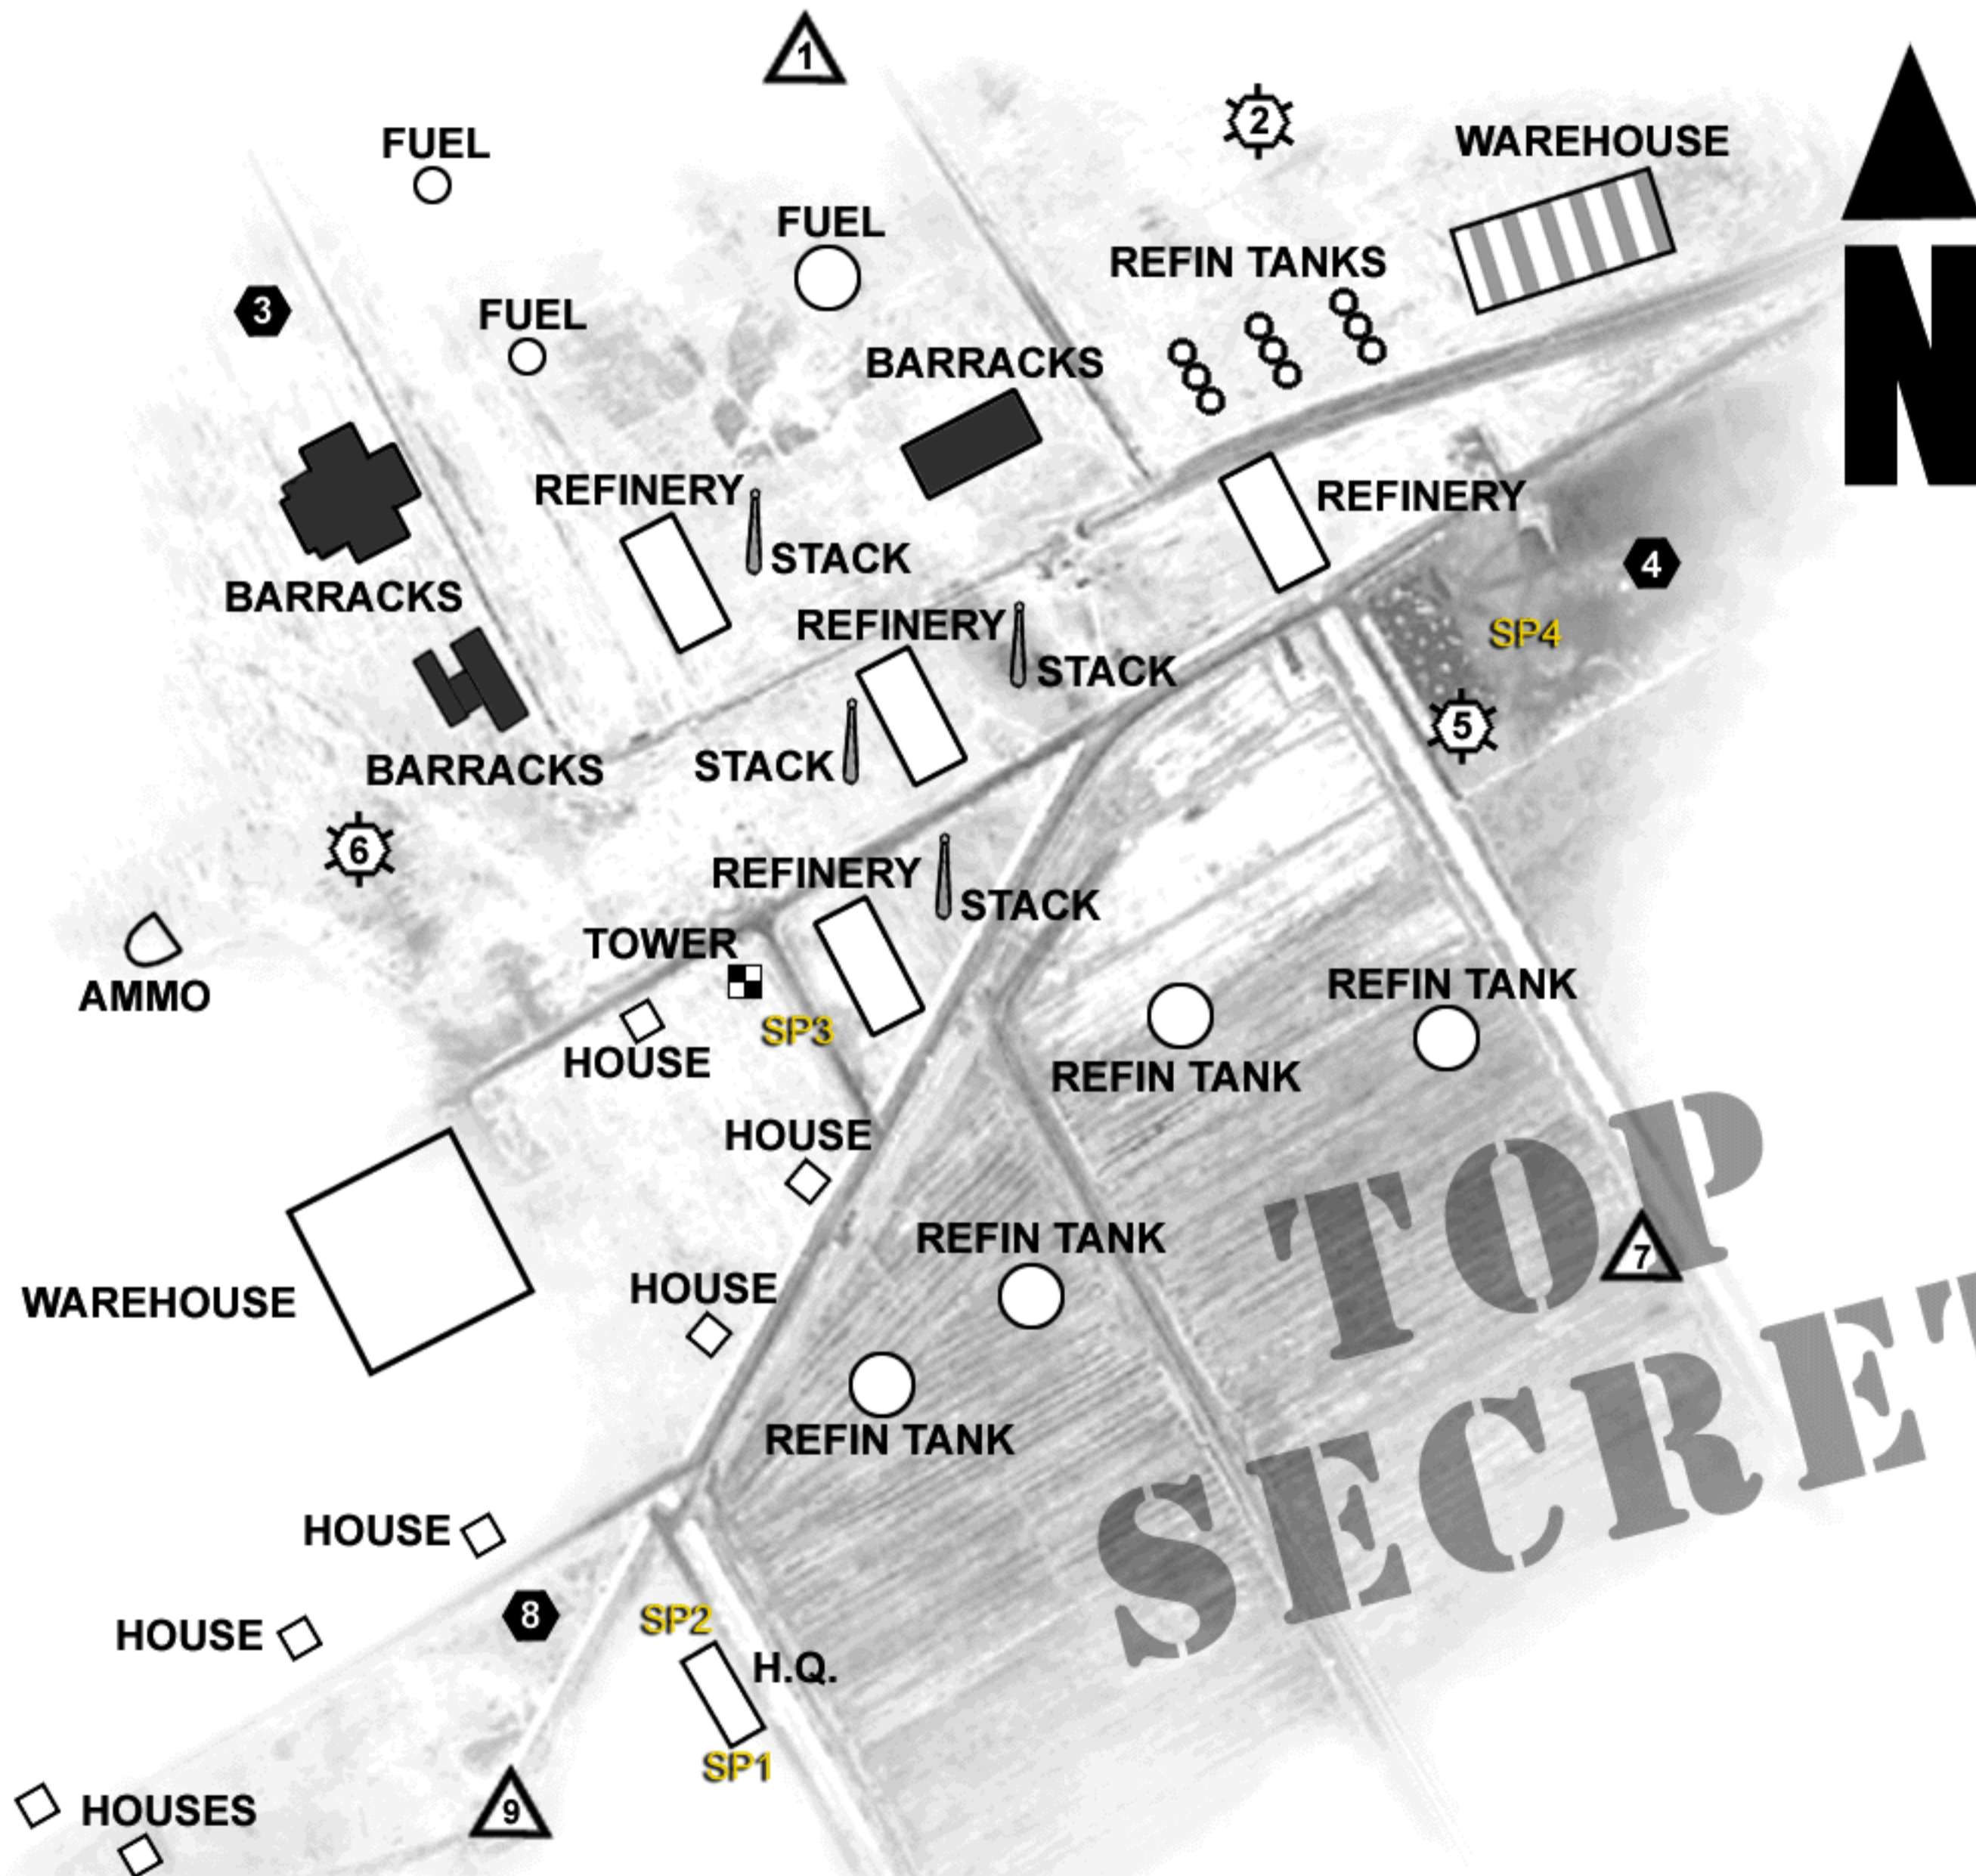 1
FUEL
2
WAREHOUSE
FUEL
REFIN TANKS
N
3
FUEL
BARRACKS
REFINERY
STACK
REFINERY
4
BARRACKS
REFINERY
STACK
SP4
5
STACK
BARRACKS
6
REFINERY
STACK
TOWER
AMMO
SP3
HOUSE
REFIN TANK
REFIN TANK
HOUSE
TOP
REFIN TANK
7
HOUSE
WAREHOUSE
SECRET
REFIN TANK
HOUSE
8
SP2
HOUSE
H.Q.
SP1
9
HOUSES